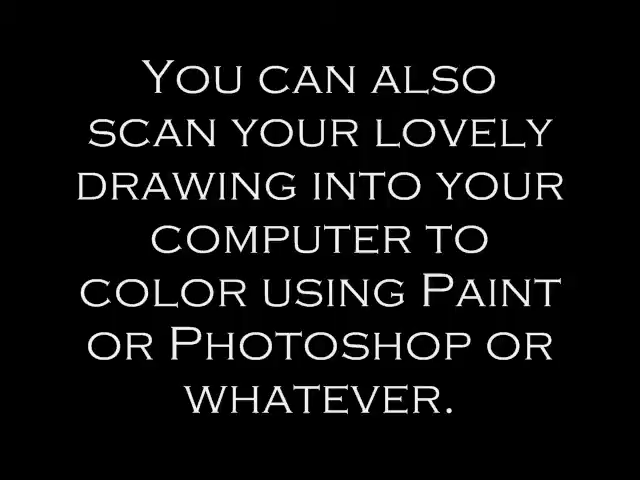 You can also
scan your lovely
drawing into your
computer to
color using Paint
or Photoshop or
whatever.